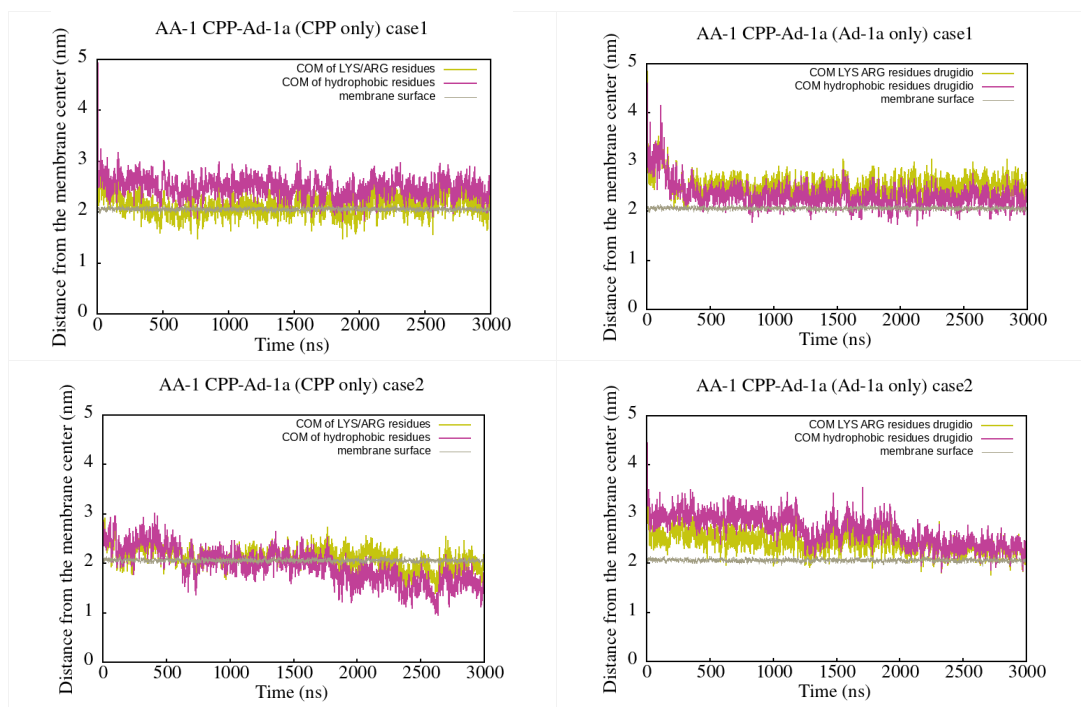 AA-1 CPP-Ad-1a (CPP only) case1
COM of LYS/ARG residues
COM of hydrophobic residues
membrane surface
Distance from the membrane center (nm)
5
4
3
2
1
0
0 500 1000 1500 2000 2500 3000
Time (ns)
AA-1 CPP-Ad-1a (Ad-1a only) case1
COM LYS ARG residues drugidio
COM hydrophobic residues drugidio
membrane surface
Distance from the membrane center (nm)
5
4
3
2
1
0
0 500 1000 1500 2000 2500 3000
Time (ns)
AA-1 CPP-Ad-1a (CPP only) case2
COM of LYS/ARG residues
COM of hydrophobic residues
membrane surface
Distance from the membrane center (nm)
5
4
3
2
1
0
0 500 1000 1500 2000 2500 3000
Time (ns)
AA-1 CPP-Ad-1a (Ad-1a only) case2
COM LYS ARG residues drugidio
COM hydrophobic residues drugidio
membrane surface
Distance from the membrane center (nm)
5
4
3
2
1
0
0 500 1000 1500 2000 2500 3000
Time (ns)